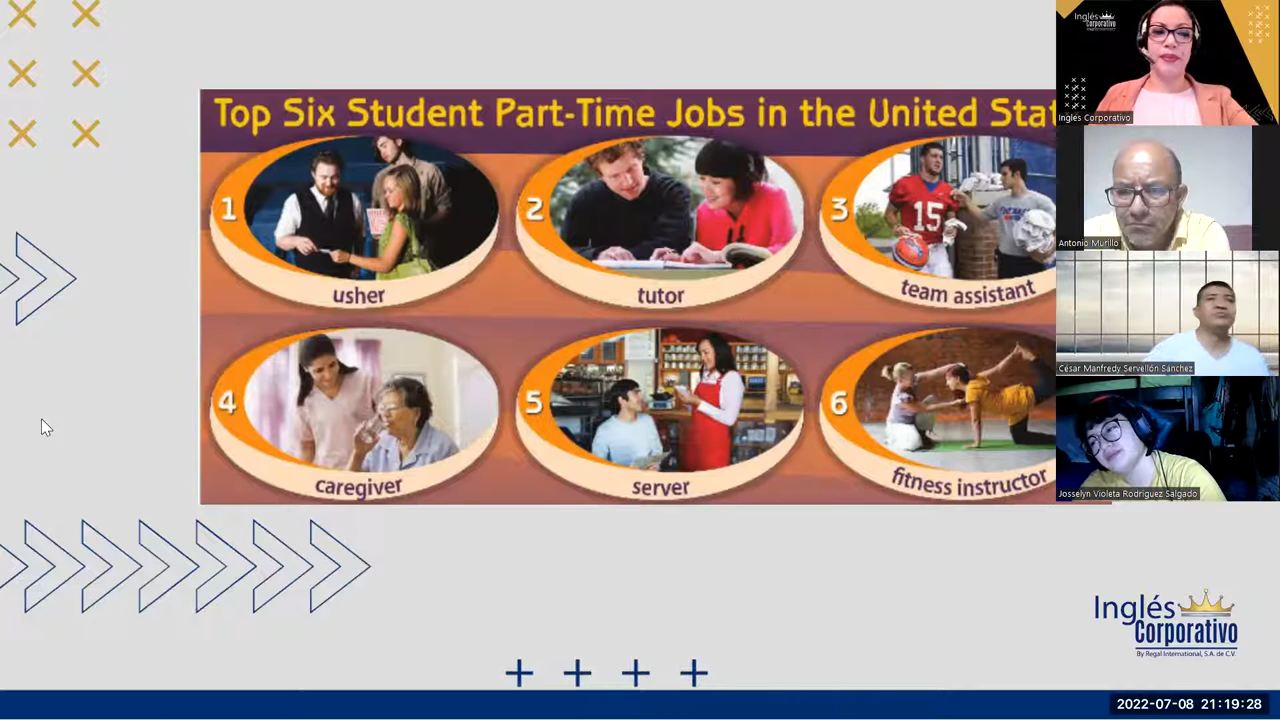 Top Six Student Part-Time Jobs in the United Stat
1
usher
2
tutor
3
15
team assistant
4
caregiver
5
server
6
fitness instructor
Inglés
Corporativo
Inglés Corporativo
Antonio Murillo
César Manfredy Servellón Sánchez
Josselyn Violeta Rodríguez Salgado
Inglés
Corporativo
By Regal International, S.A. de C.V.
2022-07-08 21:19:28